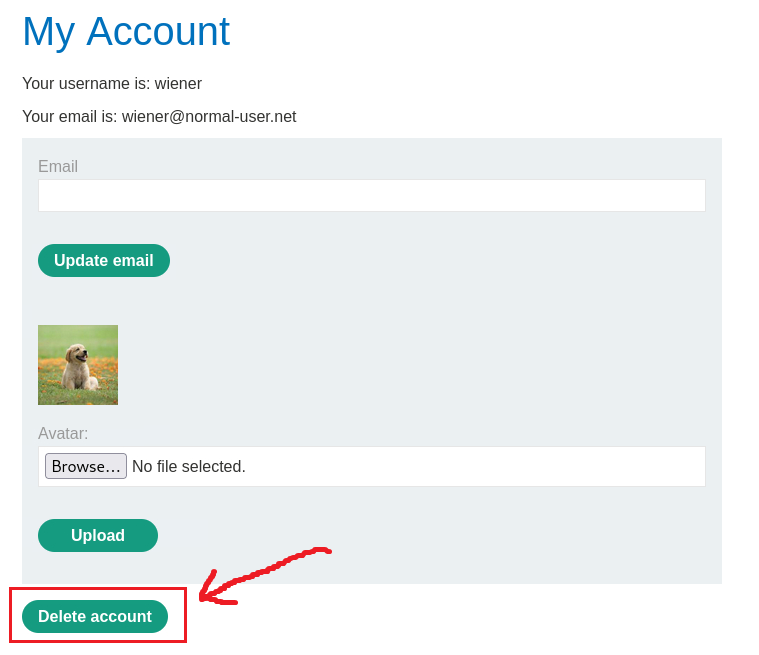 My Account
Your username is: wiener
Your email is: wiener@normal-user.net
Email
Update email
Avatar:
Browse... No file selected.
Upload
Delete account